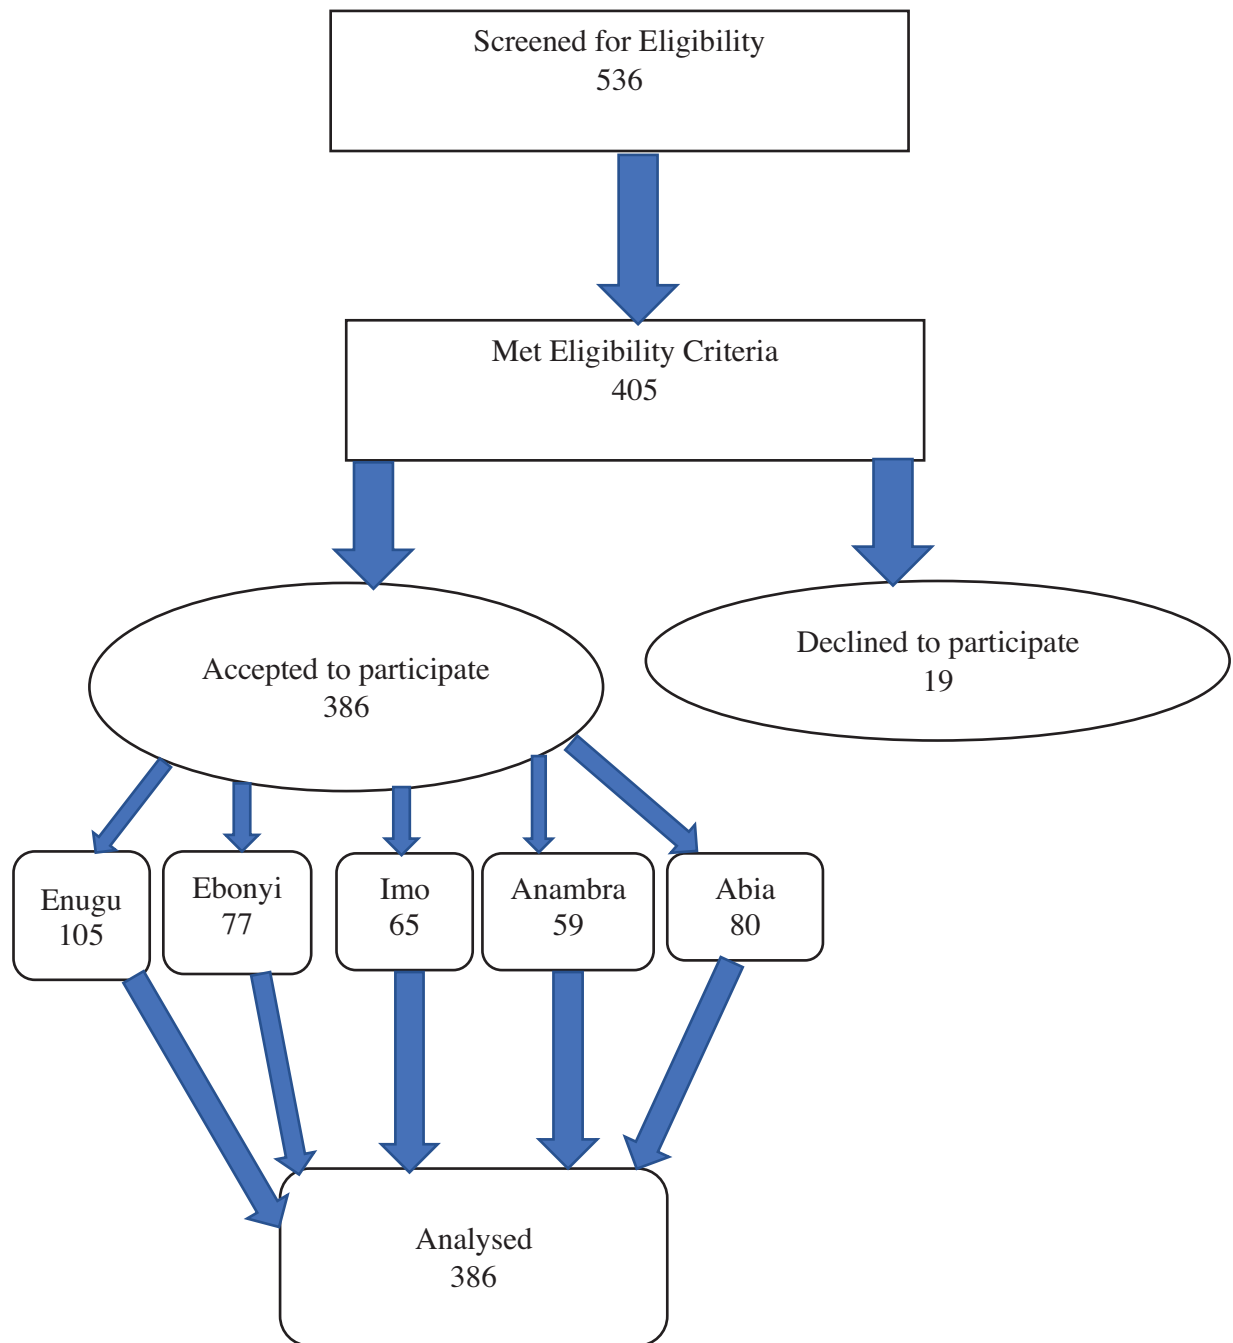 Screened for Eligibility
536
Met Eligibility Criteria
405
Accepted to participate
386
Declined to participate
19
Enugu
105
Ebonyi
77
Imo
65
Anambra
59
Abia
80
Analysed
386